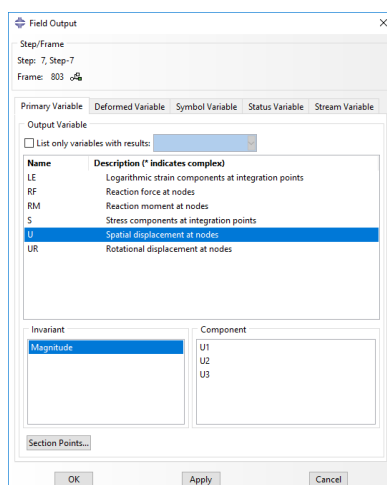 Field Output
Step/Frame
Step: 7, Step-7
Frame: 803
Primary Variable Deformed Variable Symbol Variable Status Variable Stream Variable
Output Variable
List only variables with results:
Name Description (* indicates complex)
LE Logarithmic strain components at integration points
RF Reaction force at nodes
RM Reaction moment at nodes
S Stress components at integration points
U Spatial displacement at nodes
UR Rotational displacement at nodes
Invariant Component
Magnitude U1
U2
U3
Section Points...
OK Apply Cancel